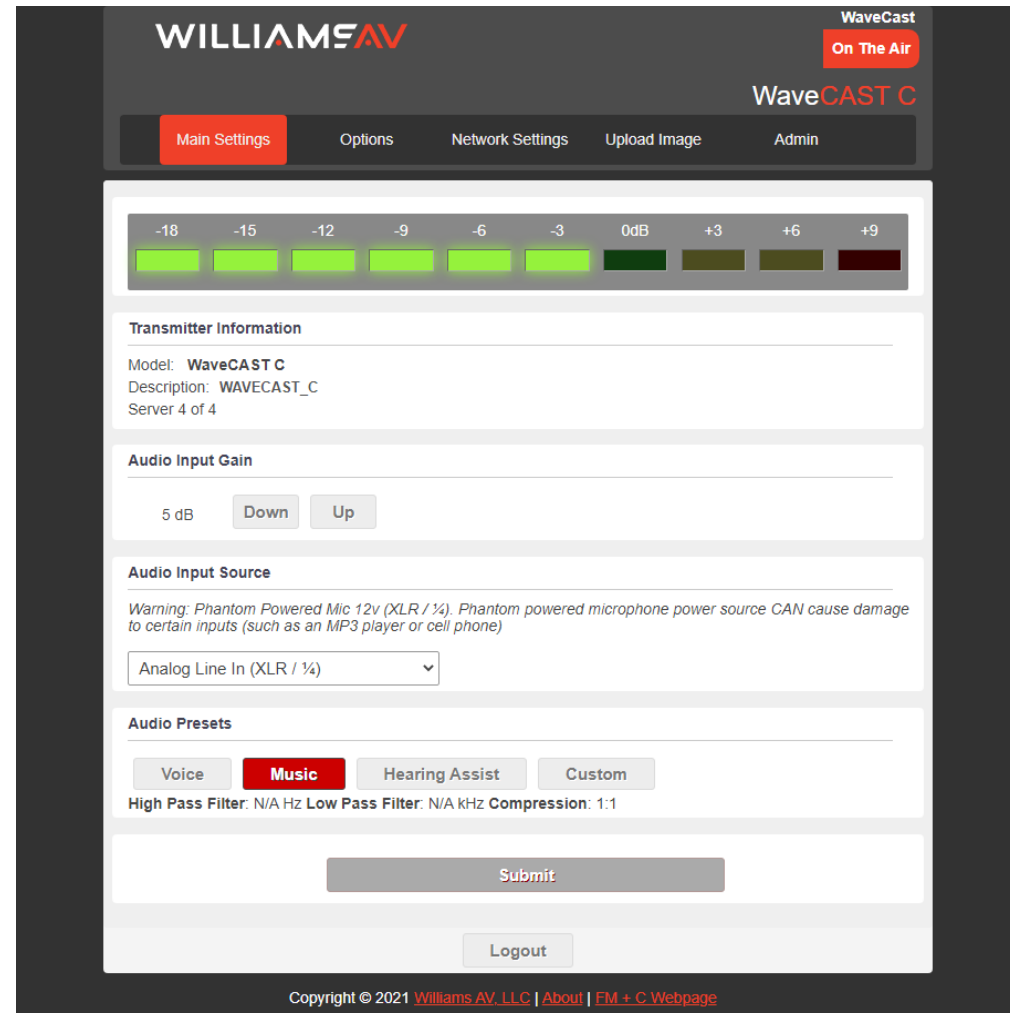 WILLIAMS AV
WaveCast
On The Air
WaveCAST C
Main Settings Options Network Settings Upload Image Admin
-18 -15 -12 -9 -6 -3 0dB +3 +6 +9
Transmitter Information
Model: WaveCAST C
Description: WAVECAST_C
Server 4 of 4
Audio Input Gain
5 dB Down Up
Audio Input Source
Warning: Phantom Powered Mic 12v (XLR / ¼). Phantom powered microphone power source CAN cause damage
to certain inputs (such as an MP3 player or cell phone)
Analog Line In (XLR / ¼)
Audio Presets
Voice Music Hearing Assist Custom
High Pass Filter: N/A Hz Low Pass Filter: N/A kHz Compression: 1:1
Submit
Logout
Copyright © 2021 Williams AV, LLC | About | FM + C Webpage